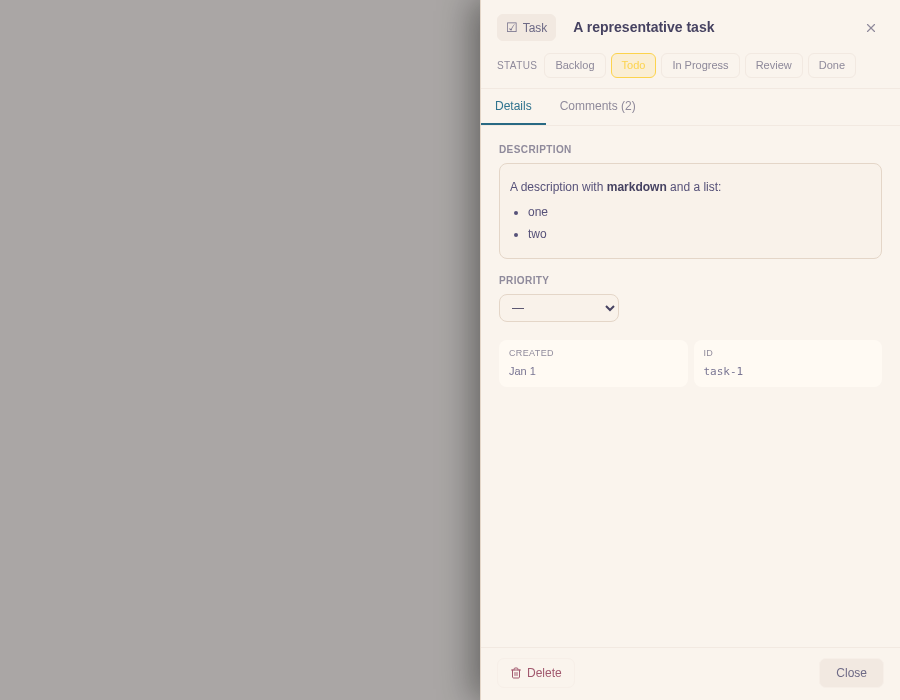 ☑ Task
A representative task
×
STATUS Backlog Todo In Progress Review Done
Details Comments (2)
DESCRIPTION
A description with markdown and a list:
• one
• two
PRIORITY
—
CREATED
Jan 1
ID
task-1
Delete
Close